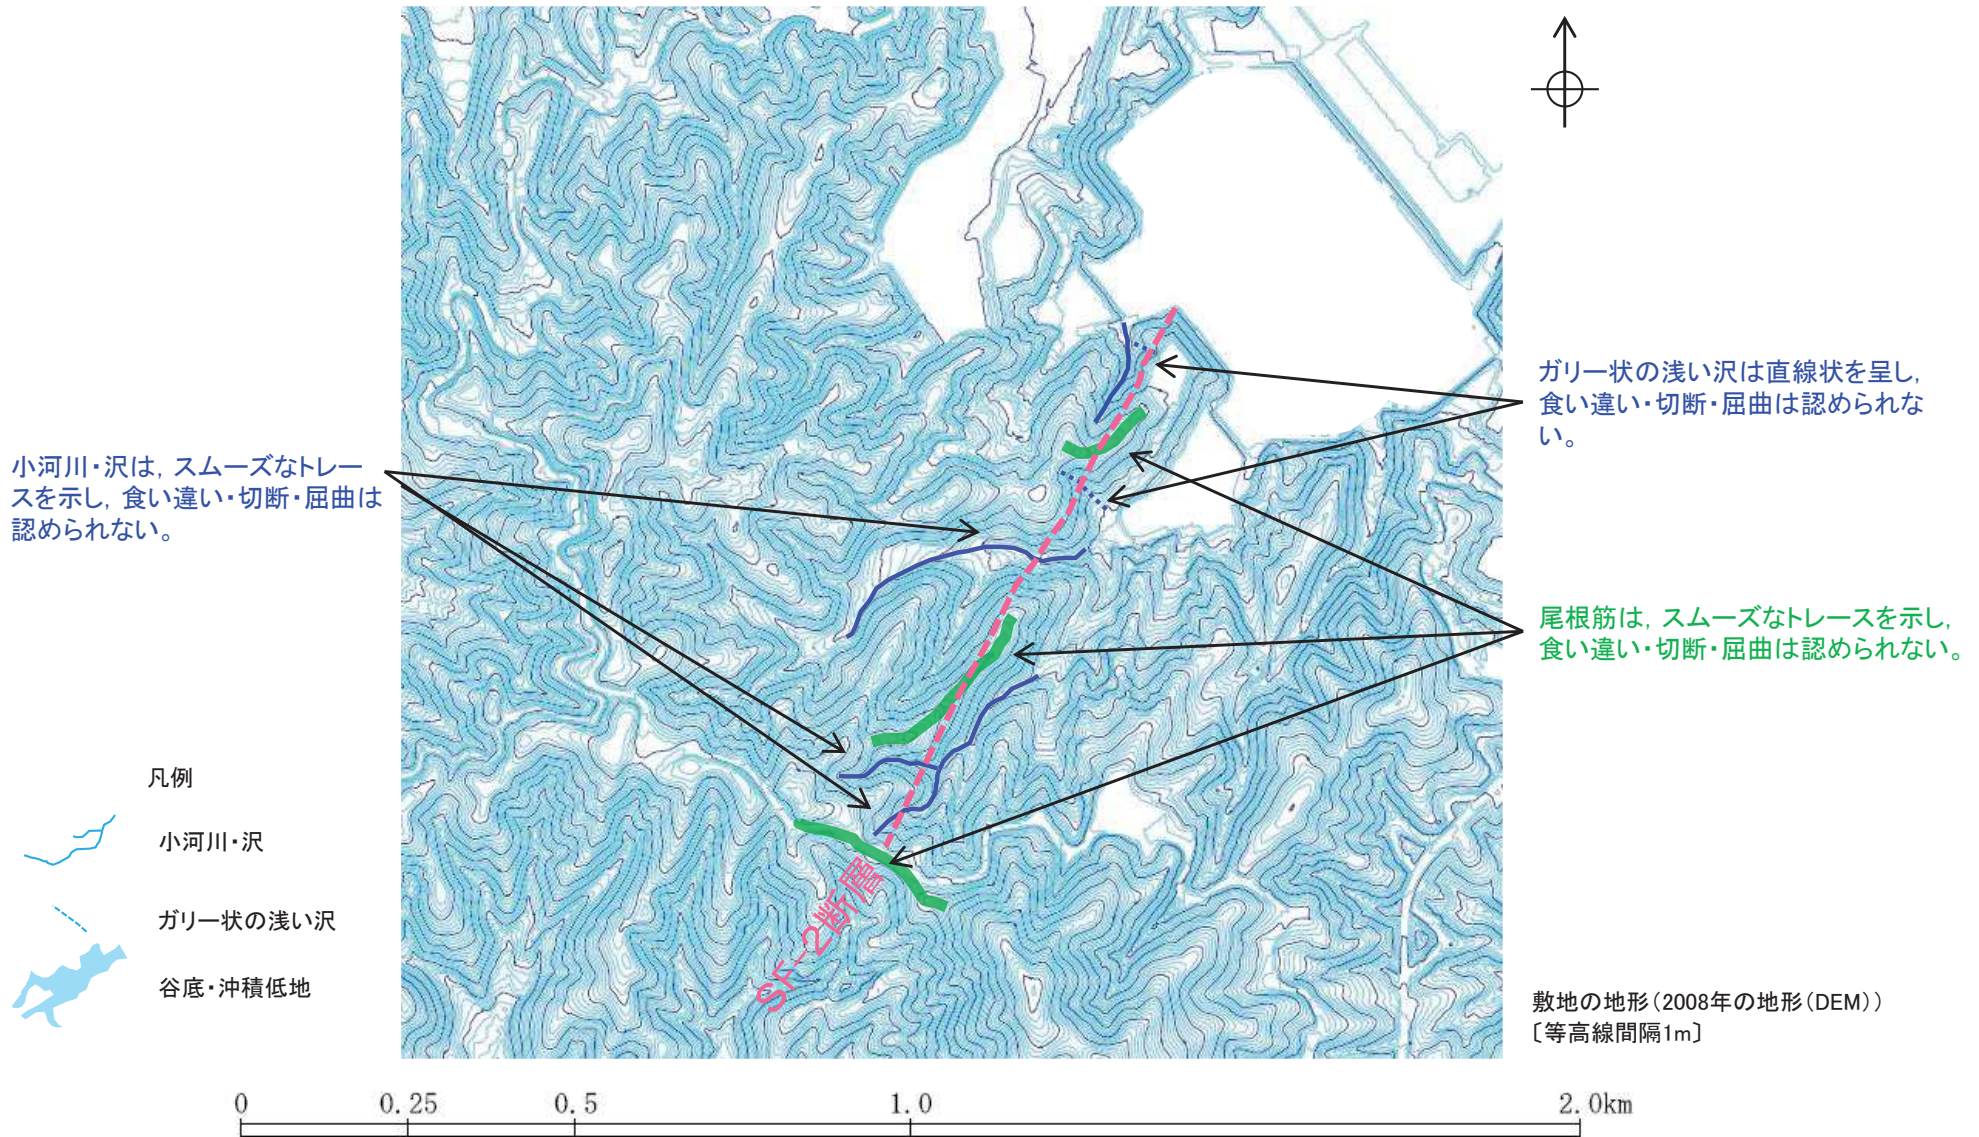 小河川・沢は，スムーズなトレー
スを示し，食い違い・切断・屈曲は
認められない。
ガリー状の浅い沢は直線状を呈し，
食い違い・切断・屈曲は認められな
い。
尾根筋は，スムーズなトレースを示し，
食い違い・切断・屈曲は認められない。
SF-2断層
凡例
小河川・沢
ガリー状の浅い沢
谷底・沖積低地
敷地の地形（2008年の地形（DEM））
〔等高線間隔1m〕
0 0.25 0.5 1.0 2.0km